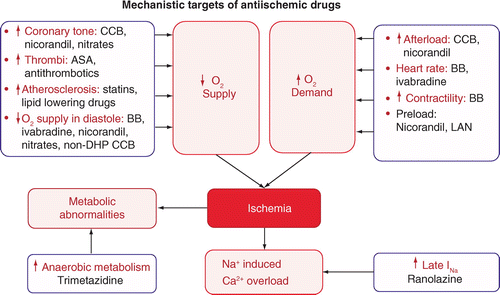 Mechanistic targets of antiischemic drugs
• ↑ Coronary tone: CCB,
nicorandil, nitrates
• ↑ Thrombi: ASA,
antithrombotics
• ↑ Atherosclerosis: statins,
lipid lowering drugs
• ↓O₂ supply in diastole: BB,
ivabradine, nicorandil,
nitrates, non-DHP CCB
↓ O₂
Supply
↑ O₂
Demand
• ↑ Afterload: CCB,
nicorandil
• Heart rate: BB,
ivabradine
• ↑ Contractility: BB
• Preload:
Nicorandil, LAN
Metabolic
abnormalities
Ischemia
↑ Anaerobic metabolism
Trimetazidine
Na⁺ induced
Ca²⁺ overload
↑ Late I_Na
Ranolazine